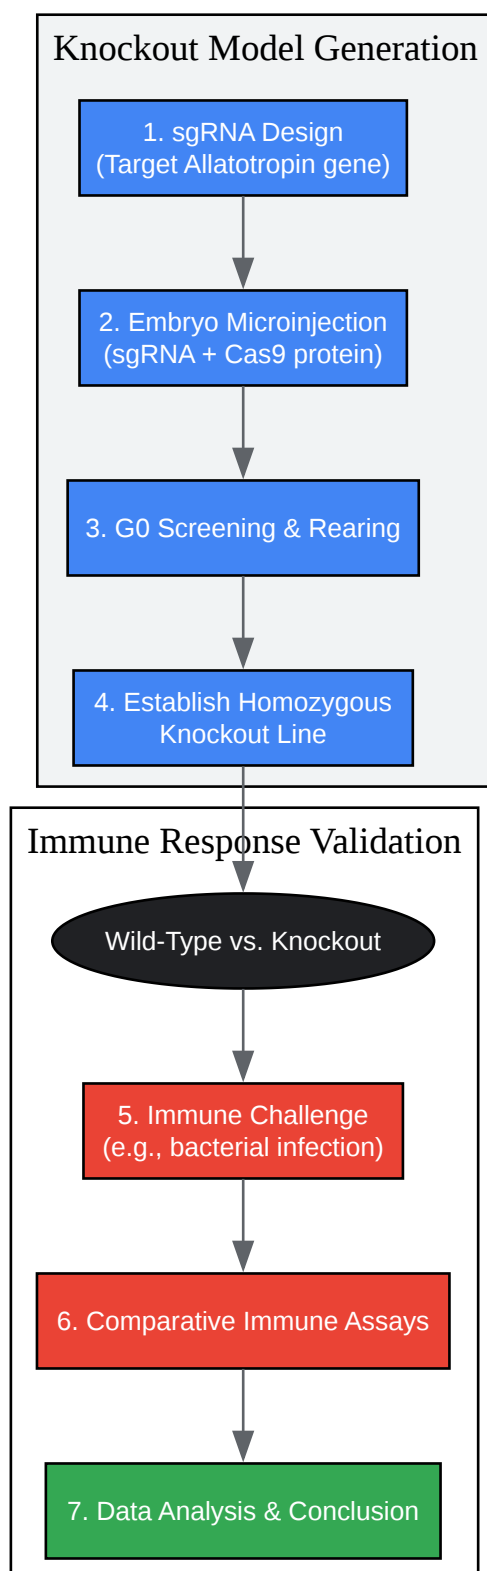 Knockout Model Generation
1. sgRNA Design
(Target Allatotropin gene)
2. Embryo Microinjection
(sgRNA + Cas9 protein)
3. G0 Screening & Rearing
4. Establish Homozygous
Knockout Line
Immune Response Validation
Wild-Type vs. Knockout
5. Immune Challenge
(e.g., bacterial infection)
6. Comparative Immune Assays
7. Data Analysis & Conclusion